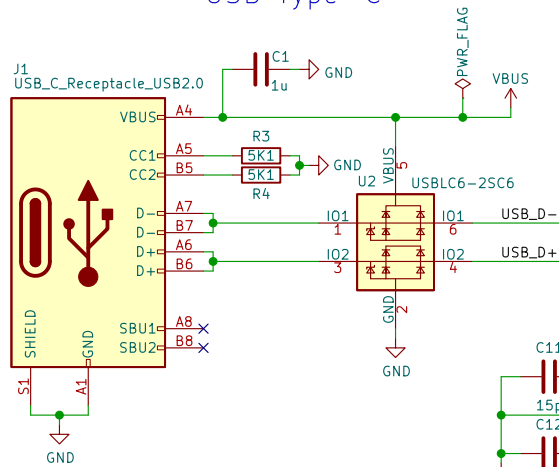 USB Type C
J1
USB_C_Receptacle_USB2.0
C1
1u
GND
PWR_FLAG
VBUS
VBUS
A4
CC1
A5
CC2
B5
R3
5K1
5K1
R4
GND
D-
A7
D-
B7
D+
A6
D+
B6
SBU1
A8
SBU2
B8
SHIELD
GND
S1
A1
GND
U2
USBLC6-2SC6
VBUS
5
IO1
1
IO1
6
IO2
3
IO2
4
GND
2
GND
USB_D-
USB_D+
C11
15p
C12